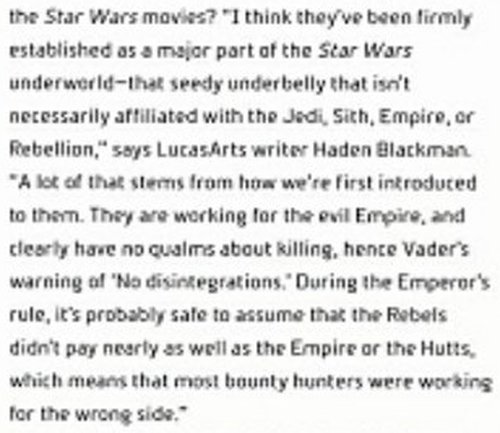 the Star Wars movies? "I think they've been firmly
established as a major part of the Star Wars
underworld—that seedy underbelly that isn't
necessarily affiliated with the Jedi, Sith, Empire, or
Rebellion," says LucasArts writer Haden Blackman.
"A lot of that stems from how we're first introduced
to them. They are working for the evil Empire, and
clearly have no qualms about killing, hence Vader's
warning of 'No disintegrations.' During the Emperor's
rule, it's probably safe to assume that the Rebels
didn't pay nearly as well as the Empire or the Hutts,
which means that most bounty hunters were working
for the wrong side."